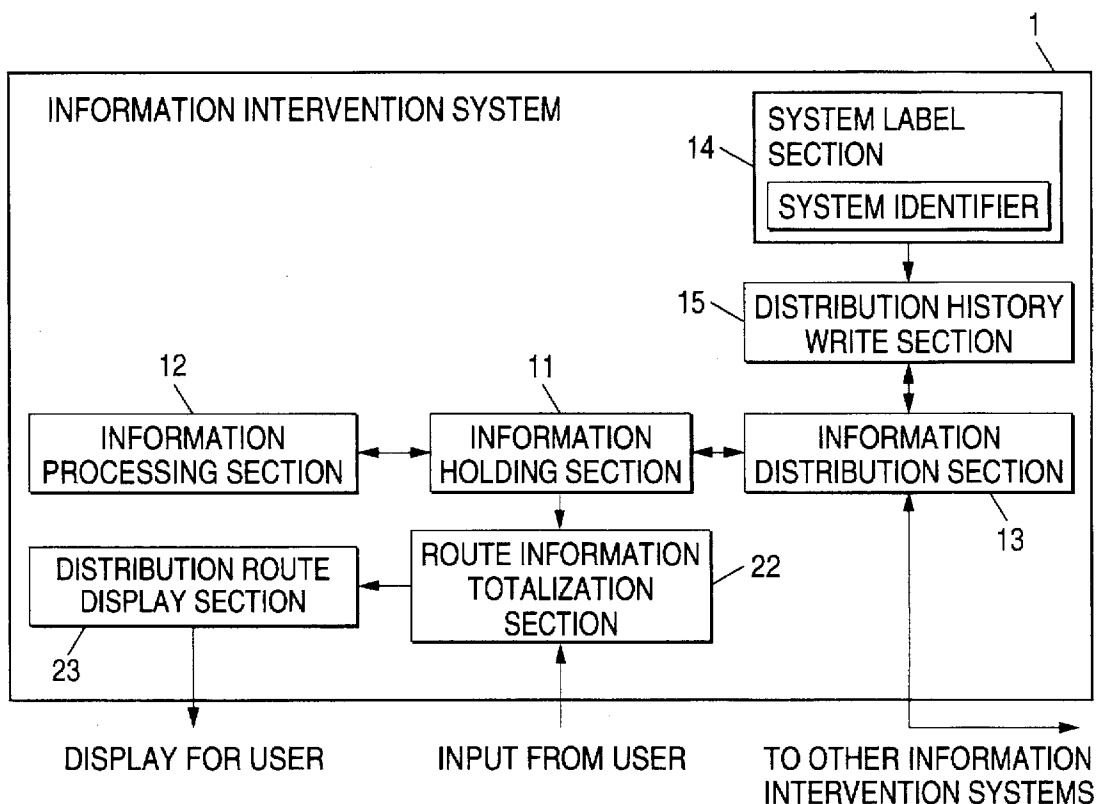 1
INFORMATION INTERVENTION SYSTEM
SYSTEM LABEL
SECTION
14
SYSTEM IDENTIFIER
15
DISTRIBUTION HISTORY
WRITE SECTION
12
11
INFORMATION
PROCESSING SECTION
INFORMATION
HOLDING SECTION
INFORMATION
DISTRIBUTION SECTION
13
DISTRIBUTION ROUTE
DISPLAY SECTION
23
ROUTE INFORMATION
TOTALIZATION
SECTION
22
DISPLAY FOR USER
INPUT FROM USER
TO OTHER INFORMATION
INTERVENTION SYSTEMS